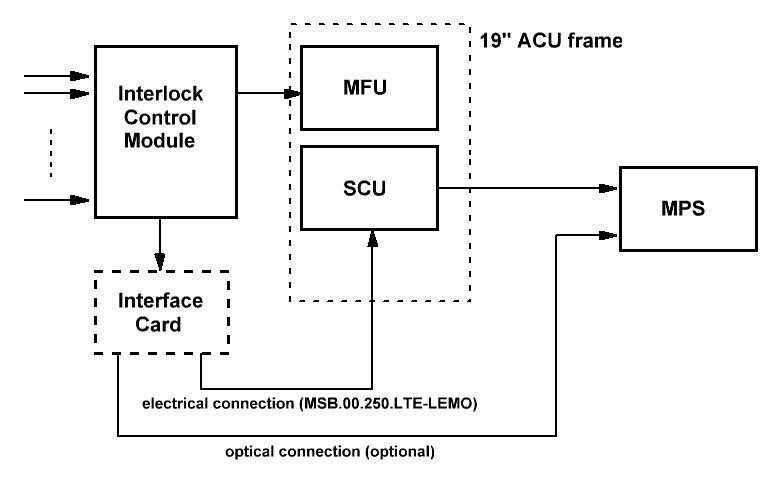 19" ACU frame
Interlock
Control
Module
MFU
SCU
MPS
Interface
Card
electrical connection (MSB.00.250.LTE-LEMO)
optical connection (optional)